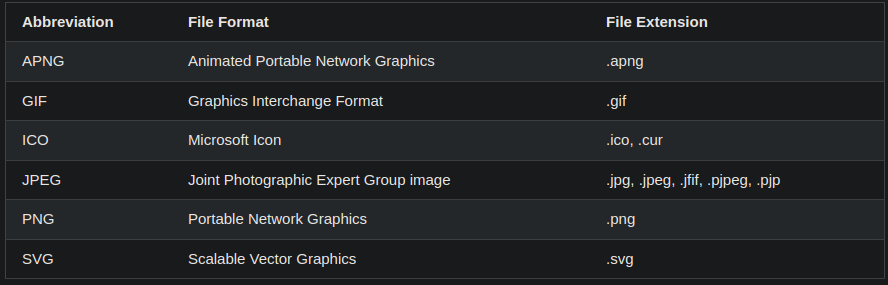 Abbreviation File Format File Extension
APNG Animated Portable Network Graphics .apng
GIF Graphics Interchange Format .gif
ICO Microsoft Icon .ico, .cur
JPEG Joint Photographic Expert Group image .jpg, .jpeg, .jfif, .pjpeg, .pjp
PNG Portable Network Graphics .png
SVG Scalable Vector Graphics .svg